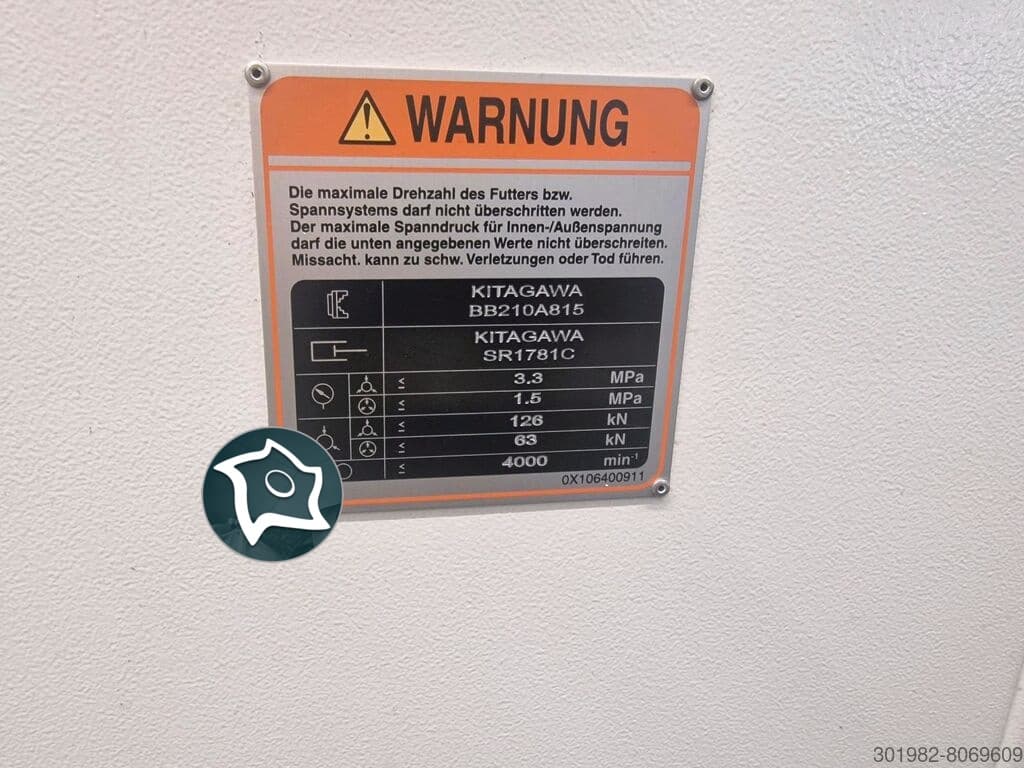 WARNUNG
Die maximale Drehzahl des Futters bzw.
Spannsystems darf nicht überschritten werden.
Der maximale Spanndruck für Innen-/Außenspannung
darf die unten angegebenen Werte nicht überschreiten.
Missacht. kann zu schw. Verletzungen oder Tod führen.
KITAGAWA
BB210A815
KITAGAWA
SR1781C
≤ 3.3 MPa
≤ 1.5 MPa
≤ 126 kN
≤ 63 kN
≤ 4000 min⁻¹
0X106400911
301982-8069609